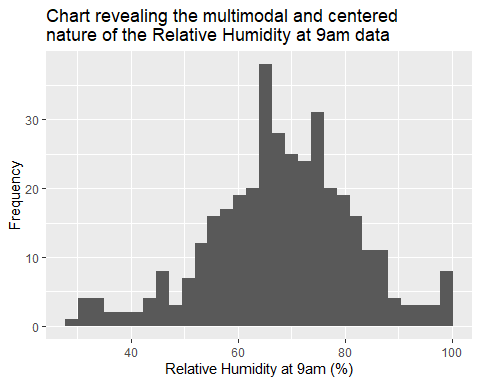 Chart revealing the multimodal and centered
nature of the Relative Humidity at 9am data
30
20
10
0
Frequency
40 60 80 100
Relative Humidity at 9am (%)